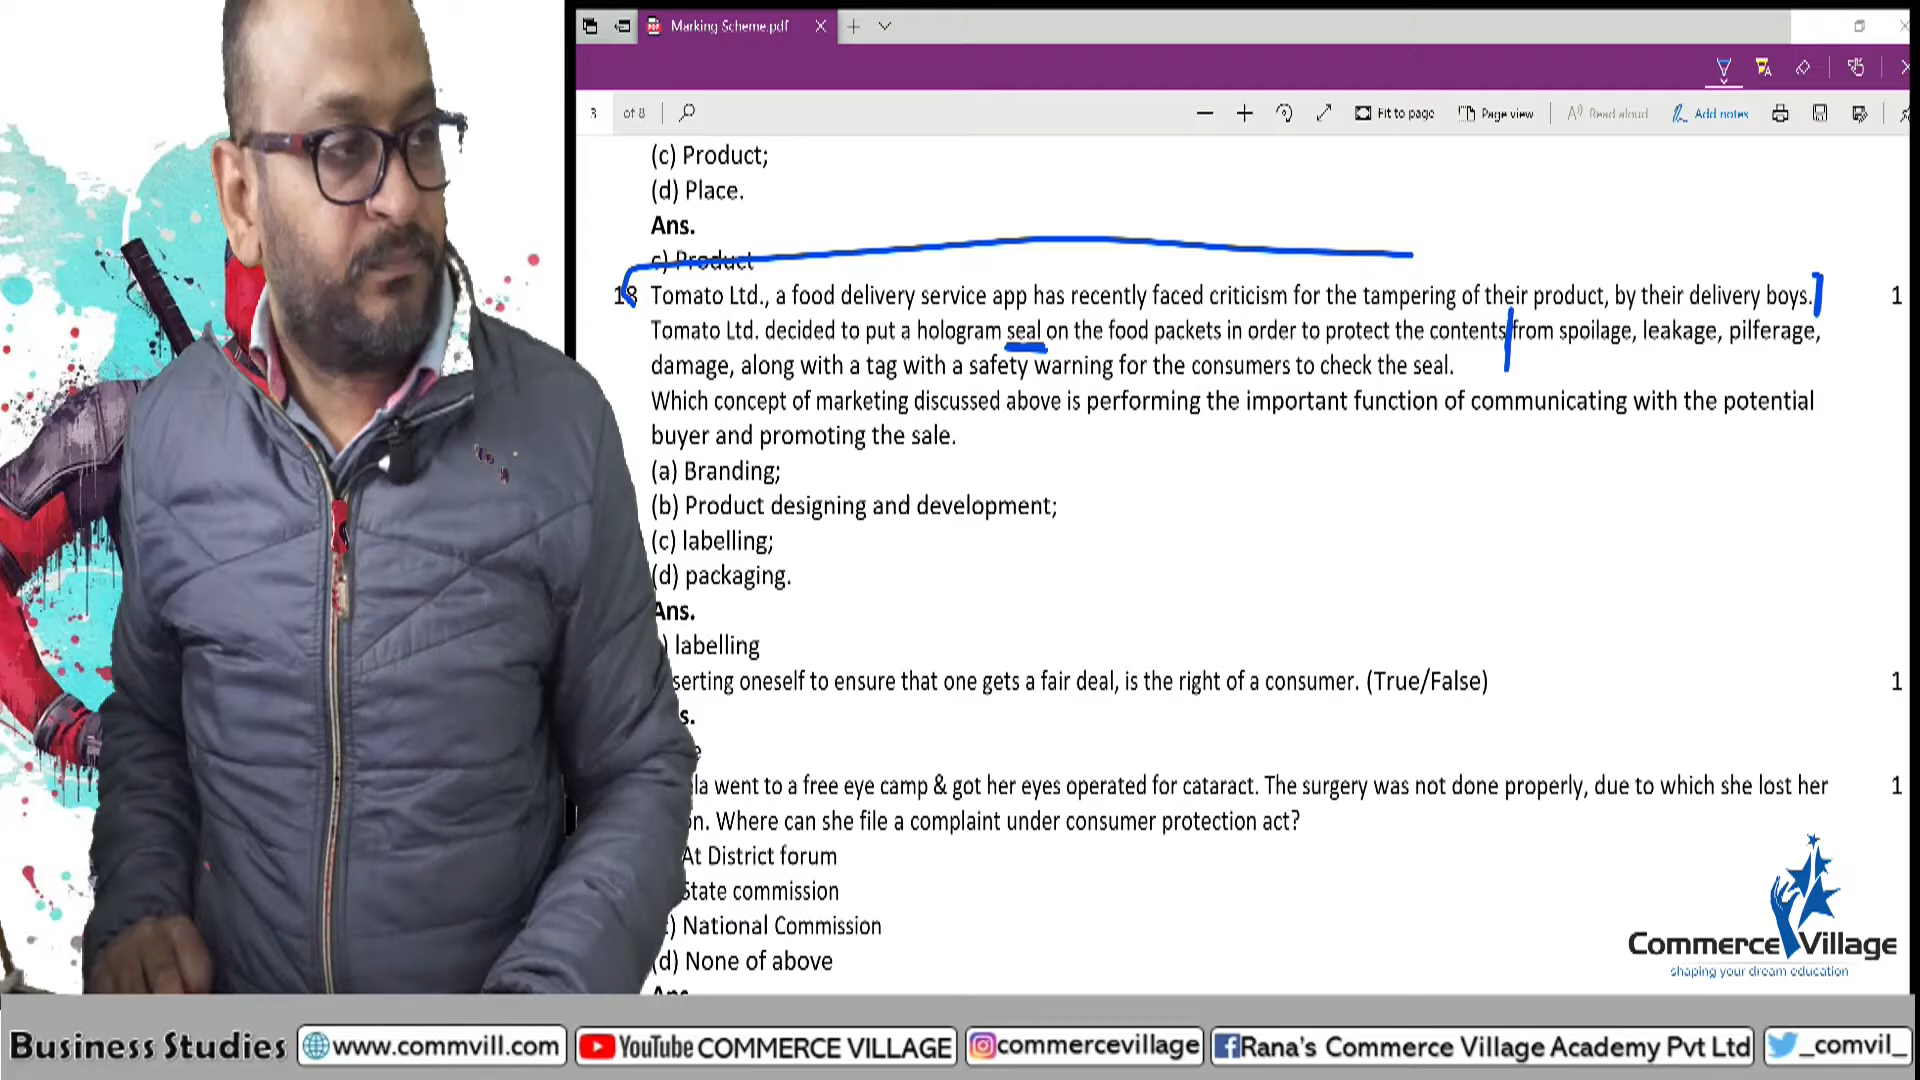 Marking Scheme.pdf
3 of 8
Fit to page
Page view
Read aloud
Add notes
(c) Product;
(d) Place.
Ans.
c) Product
18 Tomato Ltd., a food delivery service app has recently faced criticism for the tampering of their product, by their delivery boys. 1
Tomato Ltd. decided to put a hologram seal on the food packets in order to protect the contents from spoilage, leakage, pilferage,
damage, along with a tag with a safety warning for the consumers to check the seal.
Which concept of marketing discussed above is performing the important function of communicating with the potential
buyer and promoting the sale.
(a) Branding;
(b) Product designing and development;
(c) labelling;
(d) packaging.
Ans.
) labelling
serting oneself to ensure that one gets a fair deal, is the right of a consumer. (True/False) 1
s.
e
la went to a free eye camp & got her eyes operated for cataract. The surgery was not done properly, due to which she lost her 1
on. Where can she file a complaint under consumer protection act?
At District forum
State commission
) National Commission
(d) None of above
Ans
Commerce Village
shaping your dream education
Business Studies
www.commvill.com
YouTube COMMERCE VILLAGE
commercevillage
Rana's Commerce Village Academy Pvt Ltd
_comvil_